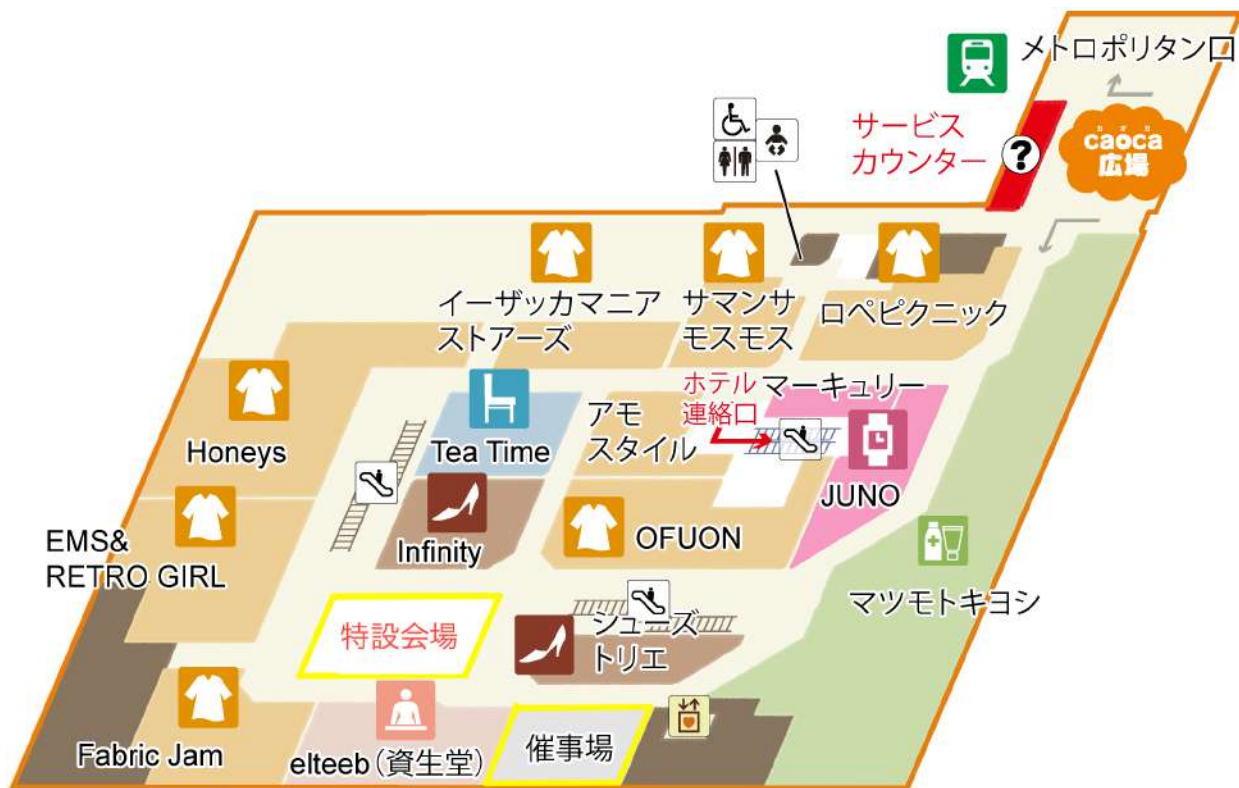 メトロポリタン口
サービス
カウンター
?
カオカ
caoca
広場
イーザッカマニア
ストアーズ
サマンサ
モスモス
ロペピクニック
Honeys
Tea Time
アモ
スタイル
ホテル
連絡口
マーキュリー
JUNO
EMS&
RETRO GIRL
Infinity
OFUON
マツモトキヨシ
特設会場
シューズ
トリエ
Fabric Jam
elteeb（資生堂）
催事場